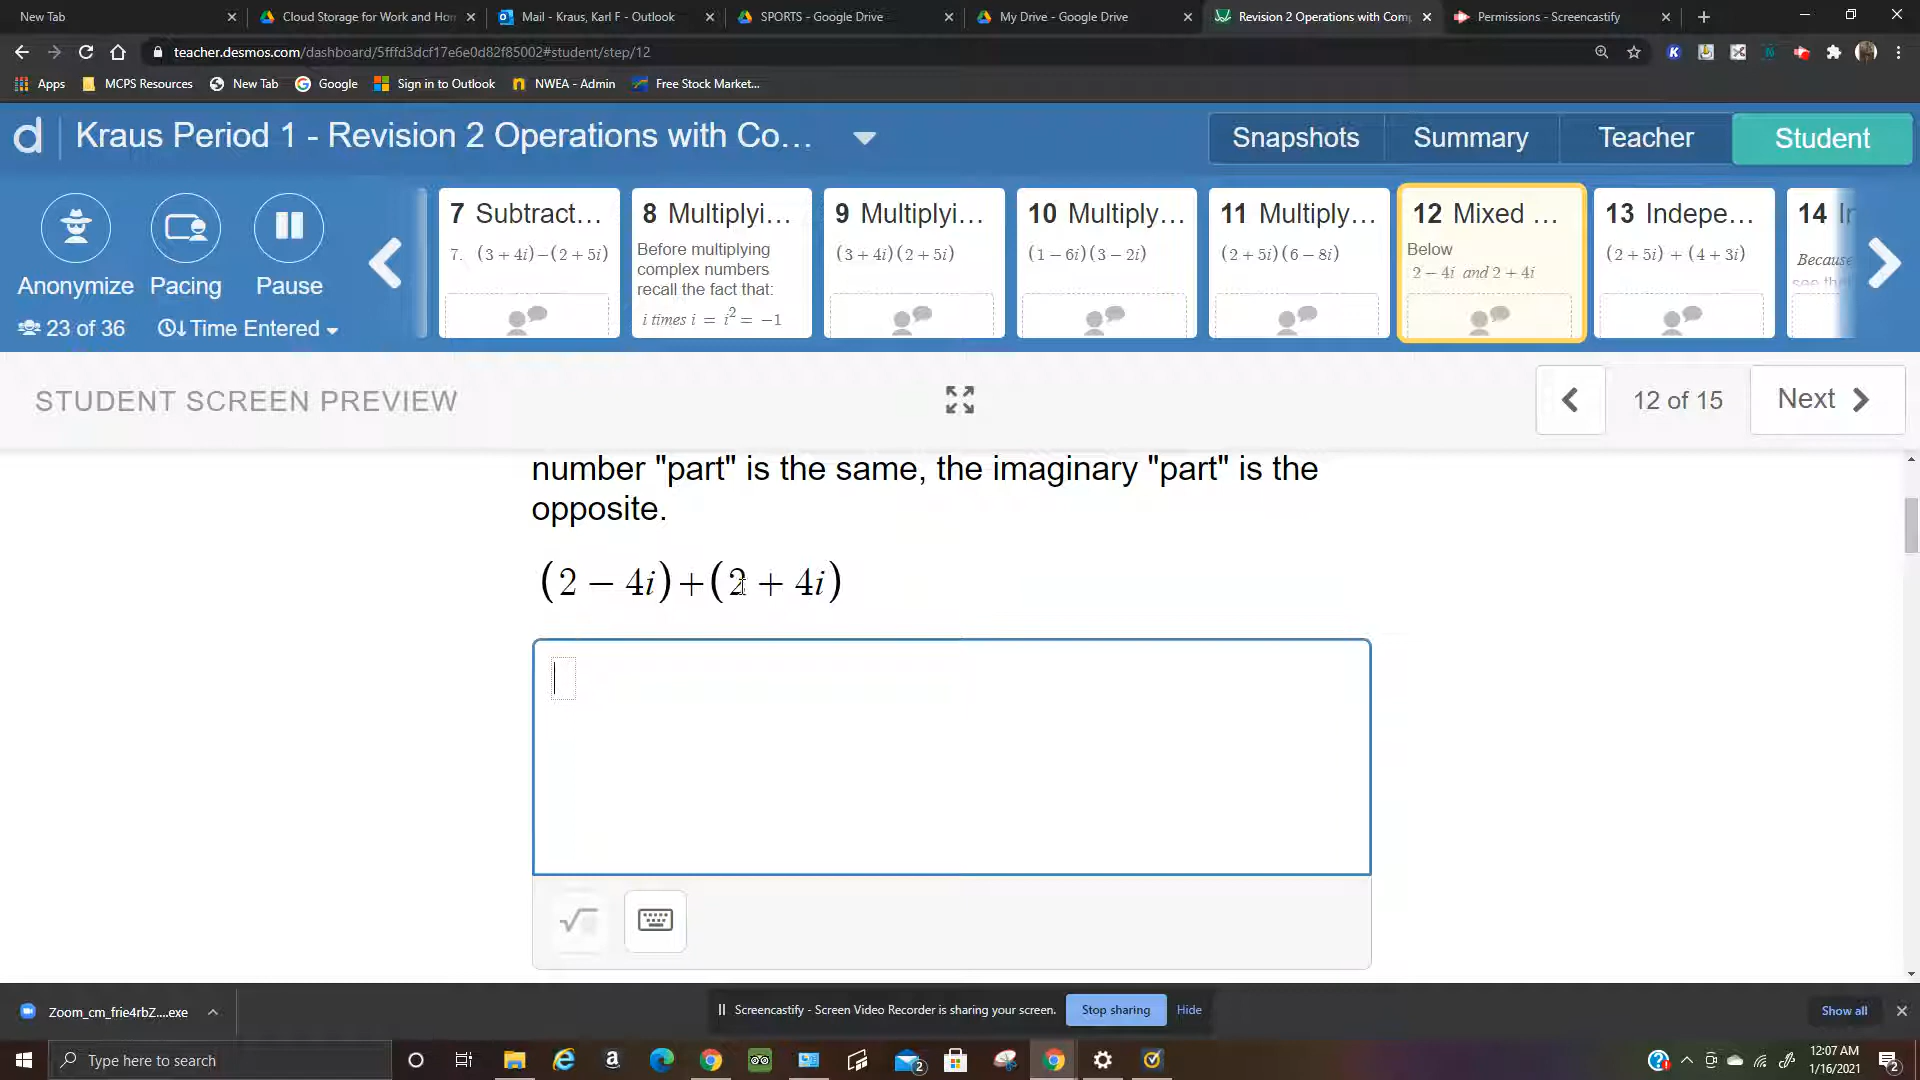 New Tab
Cloud Storage for Work and Hon
Mail - Kraus, Karl F - Outlook
SPORTS - Google Drive
My Drive - Google Drive
Revision 2 Operations with Comp
Permissions - Screencastify
teacher.desmos.com/dashboard/5fffd3dcf17e6e0d82f85002#student/step/12
Apps
MCPS Resources
New Tab
Google
Sign in to Outlook
NWEA - Admin
Free Stock Market...
Kraus Period 1 - Revision 2 Operations with Co...
Snapshots
Summary
Teacher
Student
Anonymize
Pacing
Pause
23 of 36
Time Entered
7 Subtract...
7. (3 + 4i) – (2 + 5i)
8 Multiplyi...
Before multiplying
complex numbers
recall the fact that:
i times i = i² = −1
9 Multiplyi...
(3 + 4i)(2 + 5i)
10 Multiply...
(1 − 6i)(3 − 2i)
11 Multiply...
(2 + 5i)(6 − 8i)
12 Mixed ...
Below
2 − 4i and 2 + 4i
13 Indepe...
(2 + 5i) + (4 + 3i)
14
Because
STUDENT SCREEN PREVIEW
12 of 15
Next
number "part" is the same, the imaginary "part" is the
opposite.
(2 − 4i) + (2 + 4i)
Zoom_cm_frie4rbZ....exe
Screencastify - Screen Video Recorder is sharing your screen.
Stop sharing
Hide
Show all
Type here to search
2
12:07 AM
1/16/2021
2